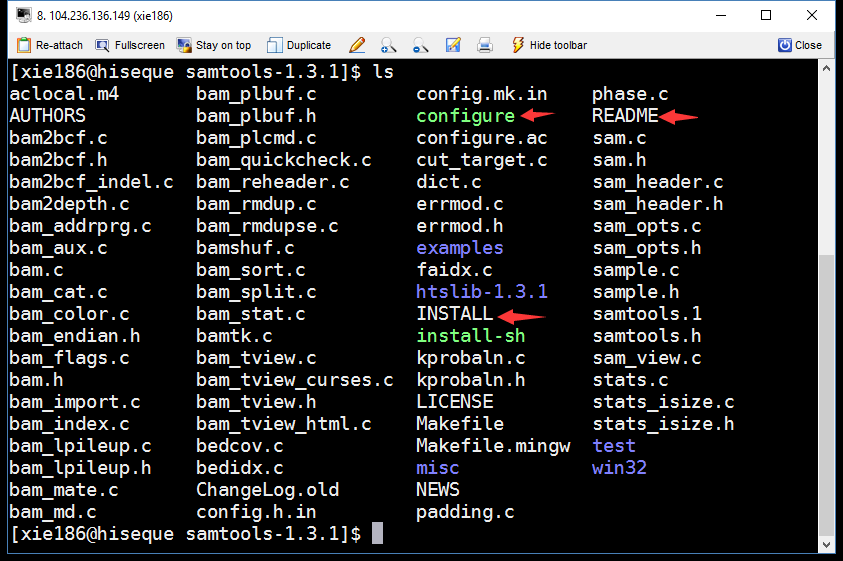 8. 104.236.136.149 (xie186)
Re-attach Fullscreen Stay on top Duplicate Hide toolbar Close
[xie186@hiseque samtools-1.3.1]$ ls
aclocal.m4 bam_plbuf.c config.mk.in phase.c
AUTHORS bam_plbuf.h configure README
bam2bcf.c bam_plcmd.c configure.ac sam.c
bam2bcf.h bam_quickcheck.c cut_target.c sam.h
bam2bcf_indel.c bam_reheader.c dict.c sam_header.c
bam2depth.c bam_rmdup.c errmod.c sam_header.h
bam_addrprg.c bam_rmdupse.c errmod.h sam_opts.c
bam_aux.c bamshuf.c examples sam_opts.h
bam.c bam_sort.c faidx.c sample.c
bam_cat.c bam_split.c htslib-1.3.1 sample.h
bam_color.c bam_stat.c INSTALL samtools.1
bam_endian.h bamtk.c install-sh samtools.h
bam_flags.c bam_tview.c kprobaln.c sam_view.c
bam.h bam_tview_curses.c kprobaln.h stats.c
bam_import.c bam_tview.h LICENSE stats_isize.c
bam_index.c bam_tview_html.c Makefile stats_isize.h
bam_lpileup.c bedcov.c Makefile.mingw test
bam_lpileup.h bedidx.c misc win32
bam_mate.c ChangeLog.old NEWS
bam_md.c config.h.in padding.c
[xie186@hiseque samtools-1.3.1]$